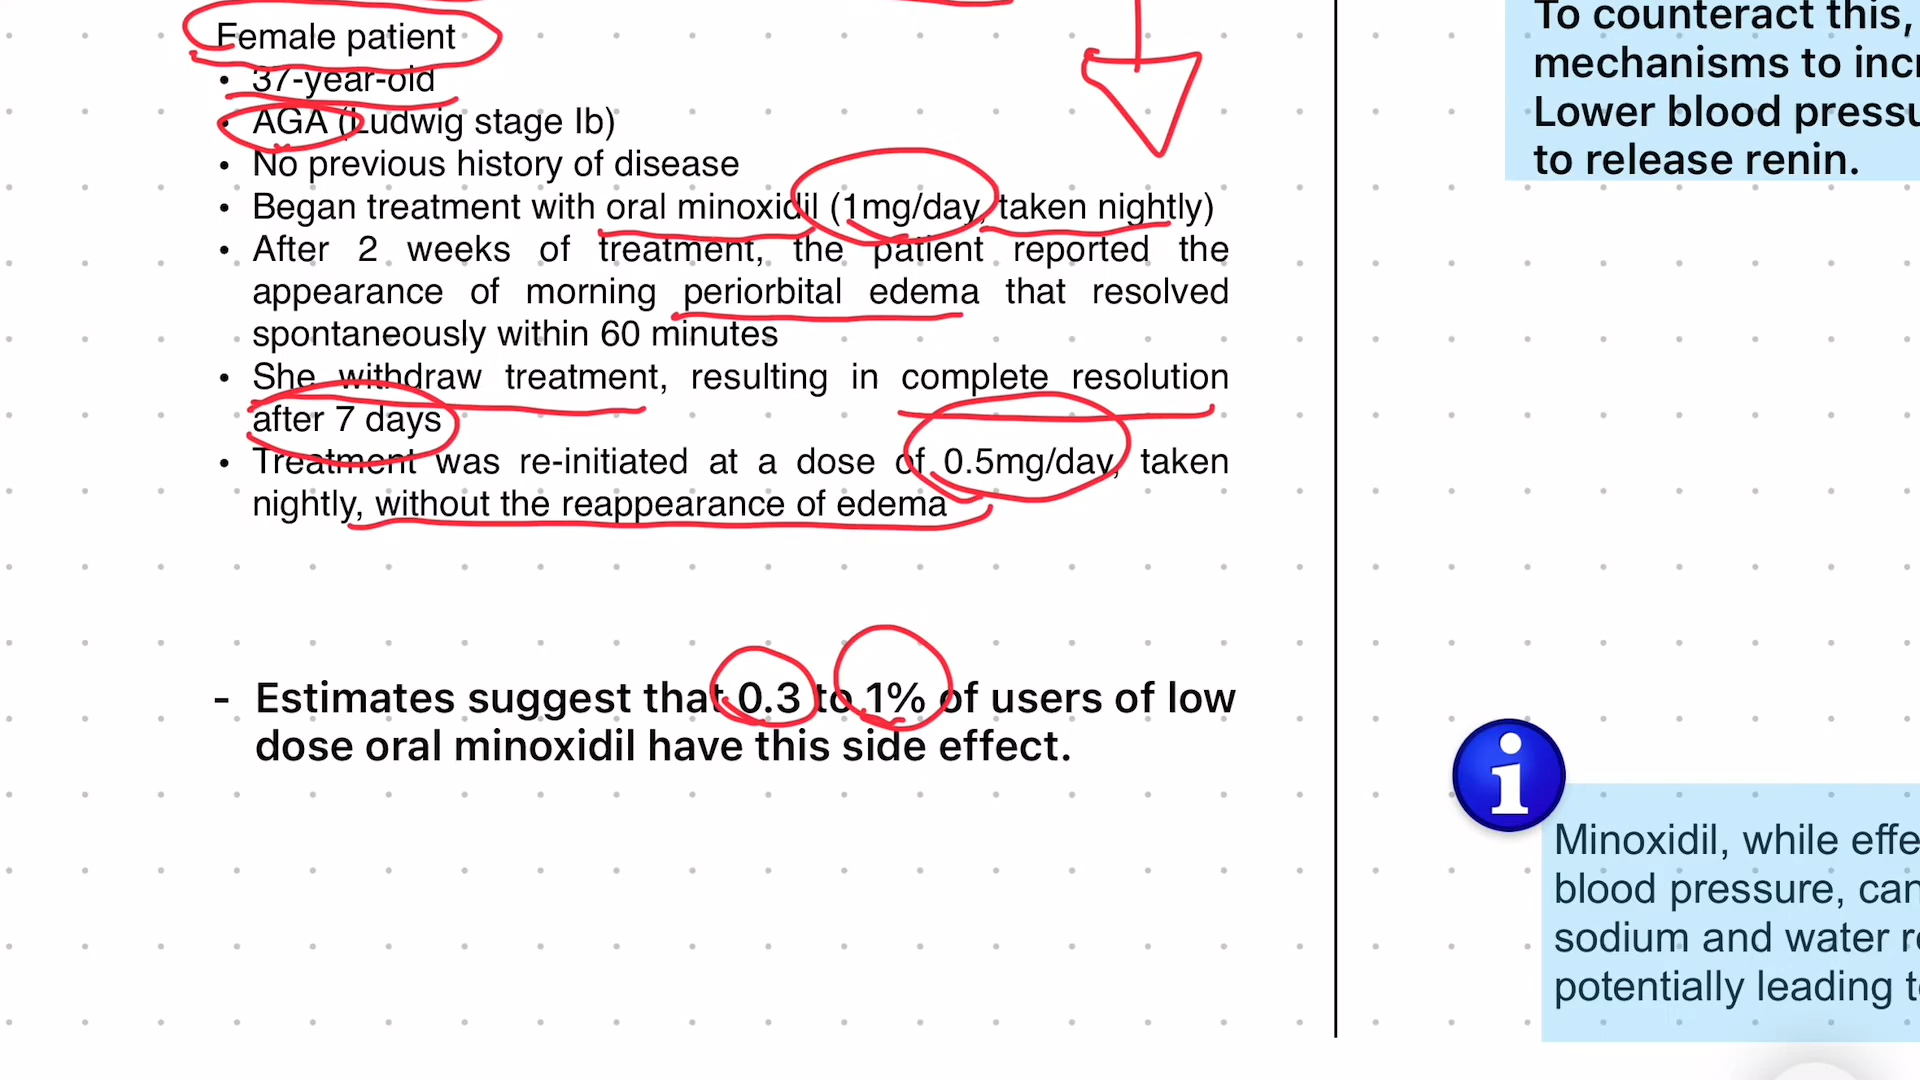 Female patient
• 37-year-old
• AGA (Ludwig stage Ib)
• No previous history of disease
• Began treatment with oral minoxidil (1mg/day, taken nightly)
• After 2 weeks of treatment, the patient reported the
appearance of morning periorbital edema that resolved
spontaneously within 60 minutes
• She withdraw treatment, resulting in complete resolution
after 7 days
• Treatment was re-initiated at a dose of 0.5mg/day, taken
nightly, without the reappearance of edema
- Estimates suggest that 0.3 to 1% of users of low
dose oral minoxidil have this side effect.
To counteract this,
mechanisms to incr
Lower blood pressu
to release renin.
i
Minoxidil, while effe
blood pressure, can
sodium and water re
potentially leading t